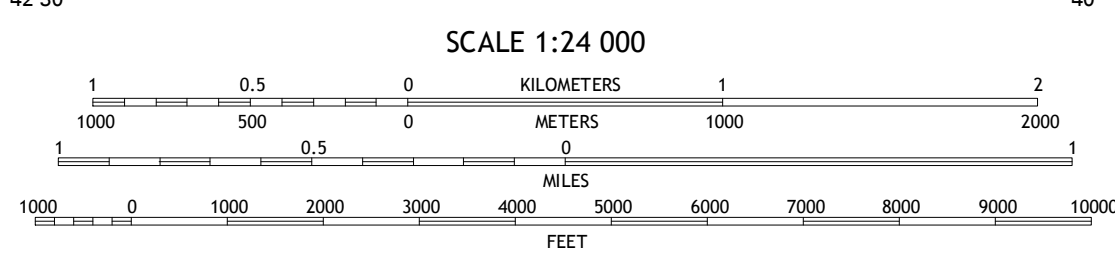 42'30"
40'
SCALE 1:24 000
1 0.5 0 KILOMETERS 1 2
1000 500 0 METERS 1000 2000
1 0.5 0 1
MILES
1000 0 1000 2000 3000 4000 5000 6000 7000 8000 9000 10000
FEET